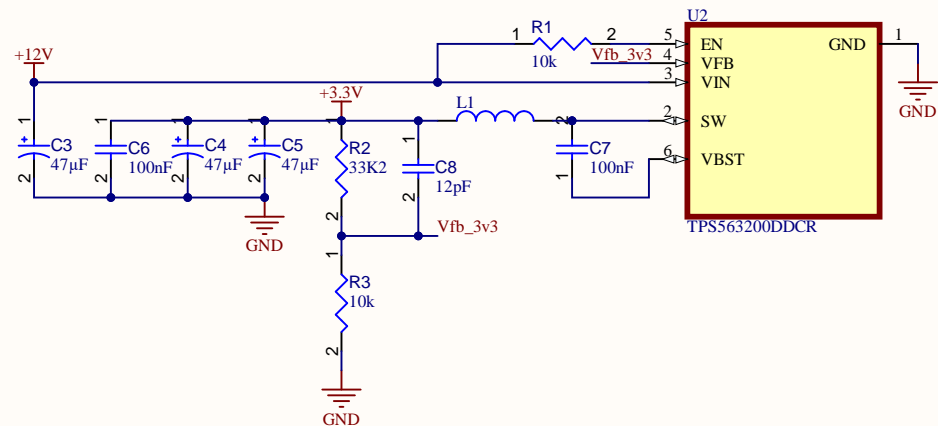 U2
R1
1
2
10k
5
EN
GND
1
Vfb_3v3
4
VFB
+12V
3
VIN
GND
+3.3V
L1
1
1
1
1
1
1
2
2
SW
C3
47µF
C6
100nF
C4
47µF
C5
47µF
R2
33K2
C8
12pF
C7
100nF
6
VBST
2
2
2
2
2
2
1
GND
Vfb_3v3
TPS563200DDCR
1
R3
10k
2
GND